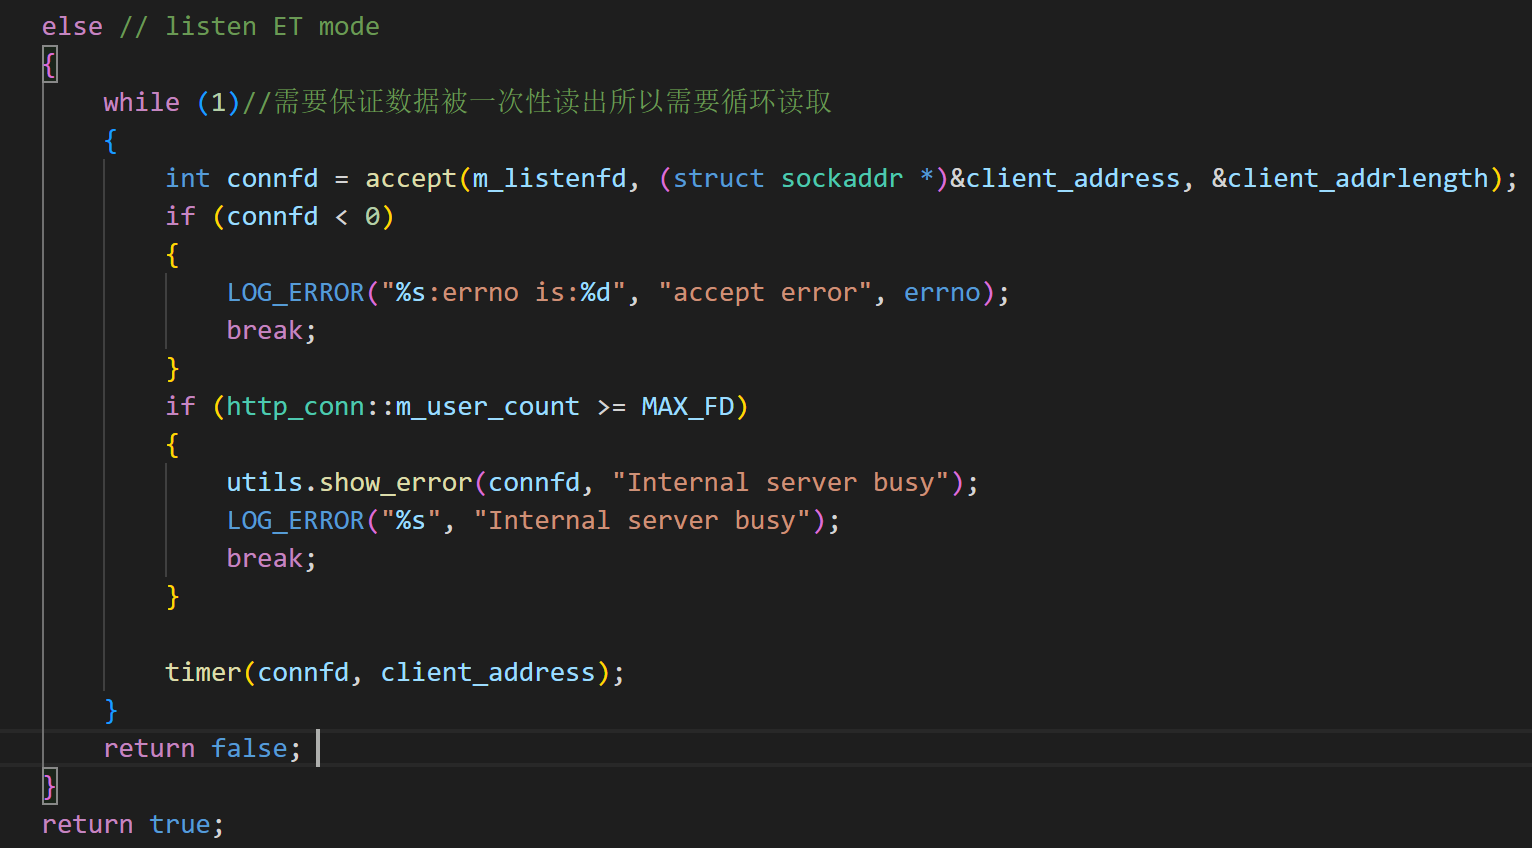 else // listen ET mode
{
while (1)//需要保证数据被一次性读出所以需要循环读取
{
int connfd = accept(m_listenfd, (struct sockaddr *)&client_address, &client_addrlength);
if (connfd < 0)
{
LOG_ERROR("%s:errno is:%d", "accept error", errno);
break;
}
if (http_conn::m_user_count >= MAX_FD)
{
utils.show_error(connfd, "Internal server busy");
LOG_ERROR("%s", "Internal server busy");
break;
}
timer(connfd, client_address);
}
return false;
}
return true;